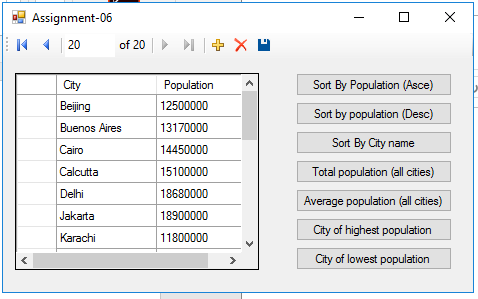 Assignment-06
20 of 20
City Population
Beijing 12500000
Buenos Aires 13170000
Cairo 14450000
Calcutta 15100000
Delhi 18680000
Jakarta 18900000
Karachi 11800000
Sort By Population (Asce)
Sort by population (Desc)
Sort By City name
Total population (all cities)
Average population (all cities)
City of highest population
City of lowest population